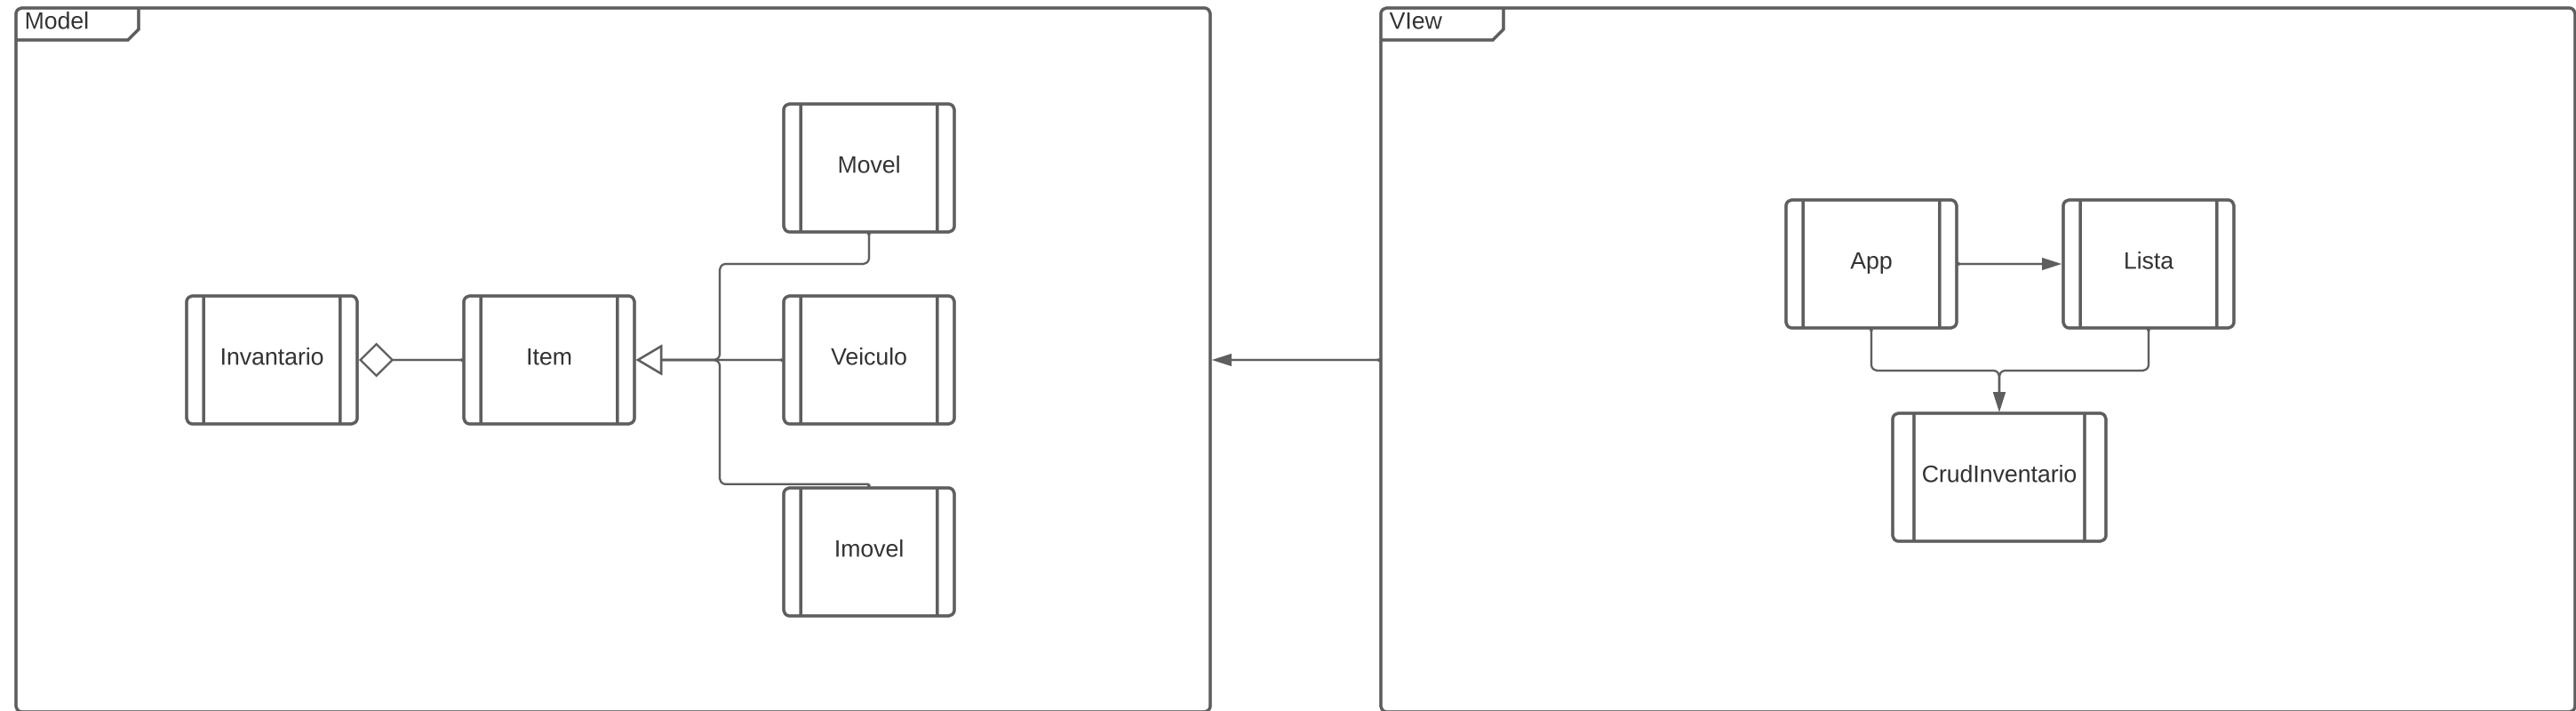 Model
VIew
Movel
Invantario
Item
Veiculo
Imovel
App
Lista
CrudInventario